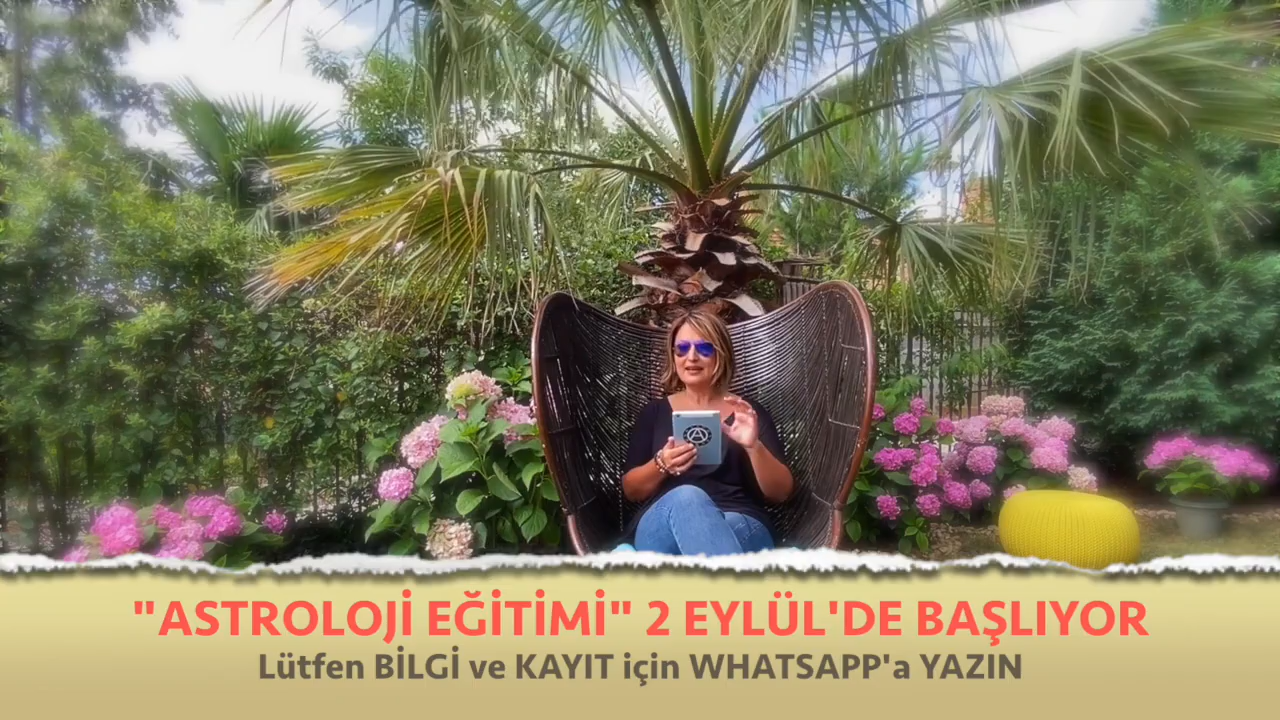 "ASTROLOJİ EĞİTİMİ" 2 EYLÜL'DE BAŞLIYOR
Lütfen BİLGİ ve KAYIT için WHATSAPP'a YAZIN